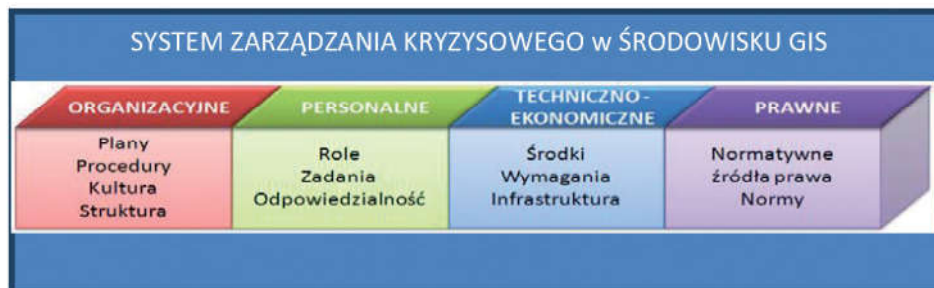 SYSTEM ZARZĄDZANIA KRYZYSOWEGO w ŚRODOWISKU GIS
ORGANIZACYJNE
Plany
Procedury
Kultura
Struktura
PERSONALNE
Role
Zadania
Odpowiedzialność
TECHNICZNO-
EKONOMICZNE
Środki
Wymagania
Infrastruktura
PRAWNE
Normatywne
źródła prawa
Normy